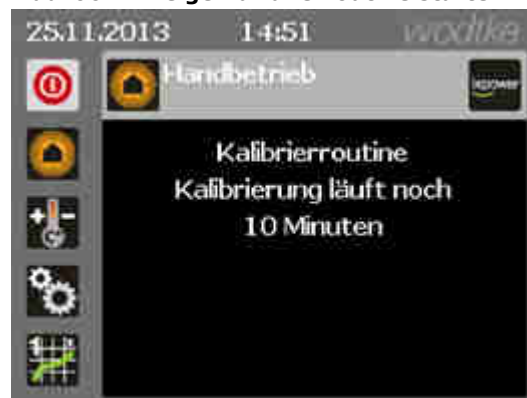 25.11.2013 14:51 wodtke
Handbetrieb
Kalibrierroutine
Kalibrierung läuft noch
10 Minuten